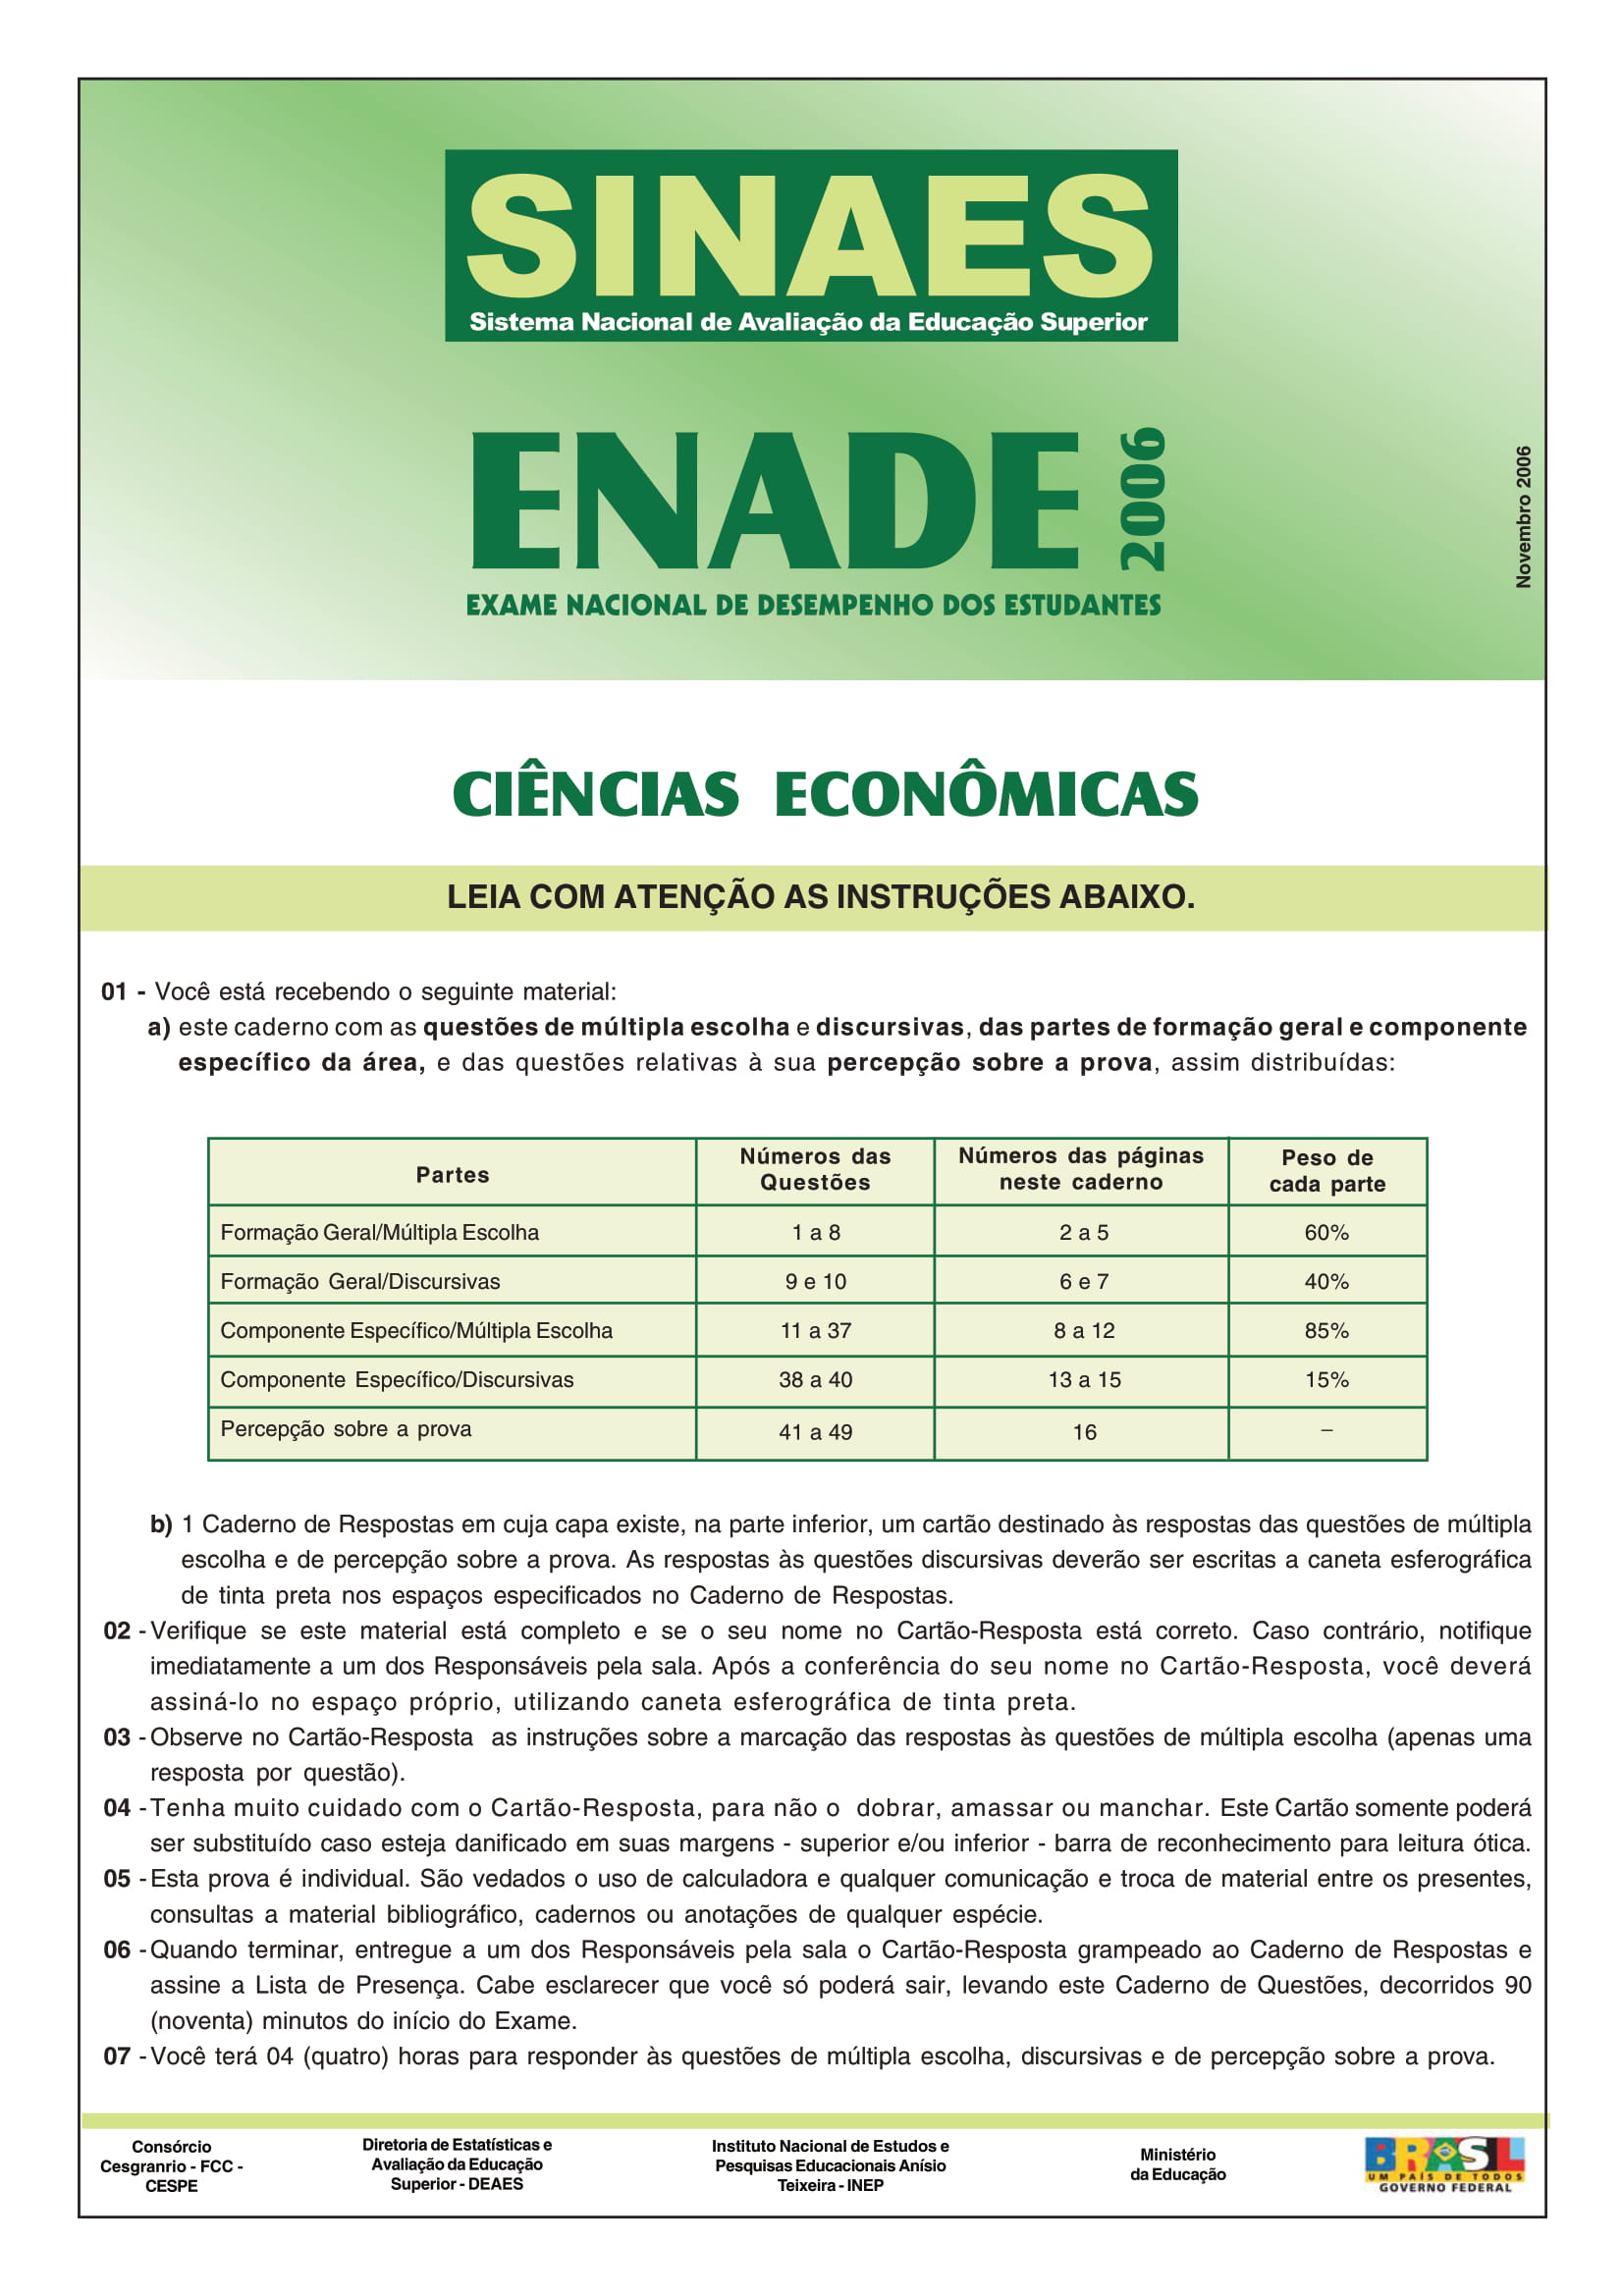 SINAES
Sistema Nacional de Avaliação da Educação Superior
ENADE 2006
EXAME NACIONAL DE DESEMPENHO DOS ESTUDANTES
Novembro 2006
CIÊNCIAS ECONÔMICAS
LEIA COM ATENÇÃO AS INSTRUÇÕES ABAIXO.
01 - Você está recebendo o seguinte material:
a) este caderno com as questões de múltipla escolha e discursivas, das partes de formação geral e componente
específico da área, e das questões relativas à sua percepção sobre a prova, assim distribuídas:
Partes
Números das
Questões
Números das páginas
neste caderno
Peso de
cada parte
Formação Geral/Múltipla Escolha 1 a 8 2 a 5 60%
Formação Geral/Discursivas 9 e 10 6 e 7 40%
Componente Específico/Múltipla Escolha 11 a 37 8 a 12 85%
Componente Específico/Discursivas 38 a 40 13 a 15 15%
Percepção sobre a prova 41 a 49 16 –
b) 1 Caderno de Respostas em cuja capa existe, na parte inferior, um cartão destinado às respostas das questões de múltipla
escolha e de percepção sobre a prova. As respostas às questões discursivas deverão ser escritas a caneta esferográfica
de tinta preta nos espaços especificados no Caderno de Respostas.
02 - Verifique se este material está completo e se o seu nome no Cartão-Resposta está correto. Caso contrário, notifique
imediatamente a um dos Responsáveis pela sala. Após a conferência do seu nome no Cartão-Resposta, você deverá
assiná-lo no espaço próprio, utilizando caneta esferográfica de tinta preta.
03 - Observe no Cartão-Resposta as instruções sobre a marcação das respostas às questões de múltipla escolha (apenas uma
resposta por questão).
04 - Tenha muito cuidado com o Cartão-Resposta, para não o dobrar, amassar ou manchar. Este Cartão somente poderá
ser substituído caso esteja danificado em suas margens - superior e/ou inferior - barra de reconhecimento para leitura ótica.
05 - Esta prova é individual. São vedados o uso de calculadora e qualquer comunicação e troca de material entre os presentes,
consultas a material bibliográfico, cadernos ou anotações de qualquer espécie.
06 - Quando terminar, entregue a um dos Responsáveis pela sala o Cartão-Resposta grampeado ao Caderno de Respostas e
assine a Lista de Presença. Cabe esclarecer que você só poderá sair, levando este Caderno de Questões, decorridos 90
(noventa) minutos do início do Exame.
07 - Você terá 04 (quatro) horas para responder às questões de múltipla escolha, discursivas e de percepção sobre a prova.
Consórcio
Cesgranrio - FCC -
CESPE
Diretoria de Estatísticas e
Avaliação da Educação
Superior - DEAES
Instituto Nacional de Estudos e
Pesquisas Educacionais Anísio
Teixeira - INEP
Ministério
da Educação
BRASIL
UM PAÍS DE TODOS
GOVERNO FEDERAL